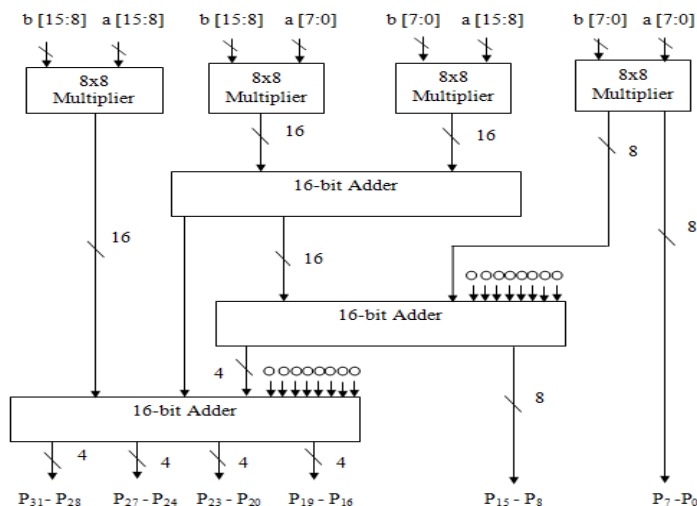 b [15:8] a [15:8] b [15:8] a [7:0] b [7:0] a [15:8] b [7:0] a [7:0]
8x8 Multiplier
8x8 Multiplier
8x8 Multiplier
8x8 Multiplier
16 16 8
16-bit Adder
16 16 8
16-bit Adder
4 8
16-bit Adder
4 4 4 4
P31- P28 P27 - P24 P23 - P20 P19 - P16 P15 - P8 P7 -P0